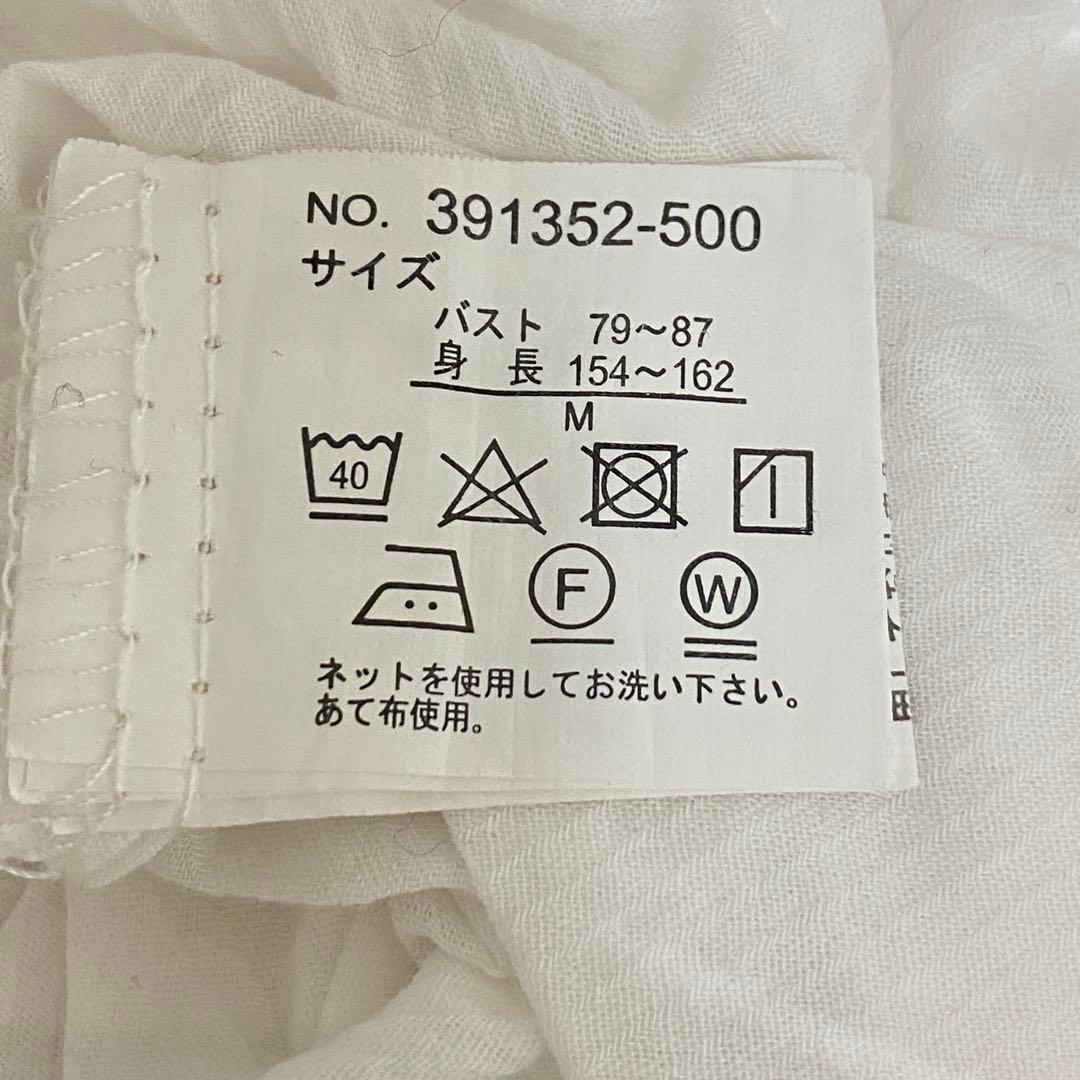 NO. 391352-500
サイズ
バスト 79～87
身 長 154～162
M
40
F
W
ネットを使用してお洗い下さい。
あて布使用。